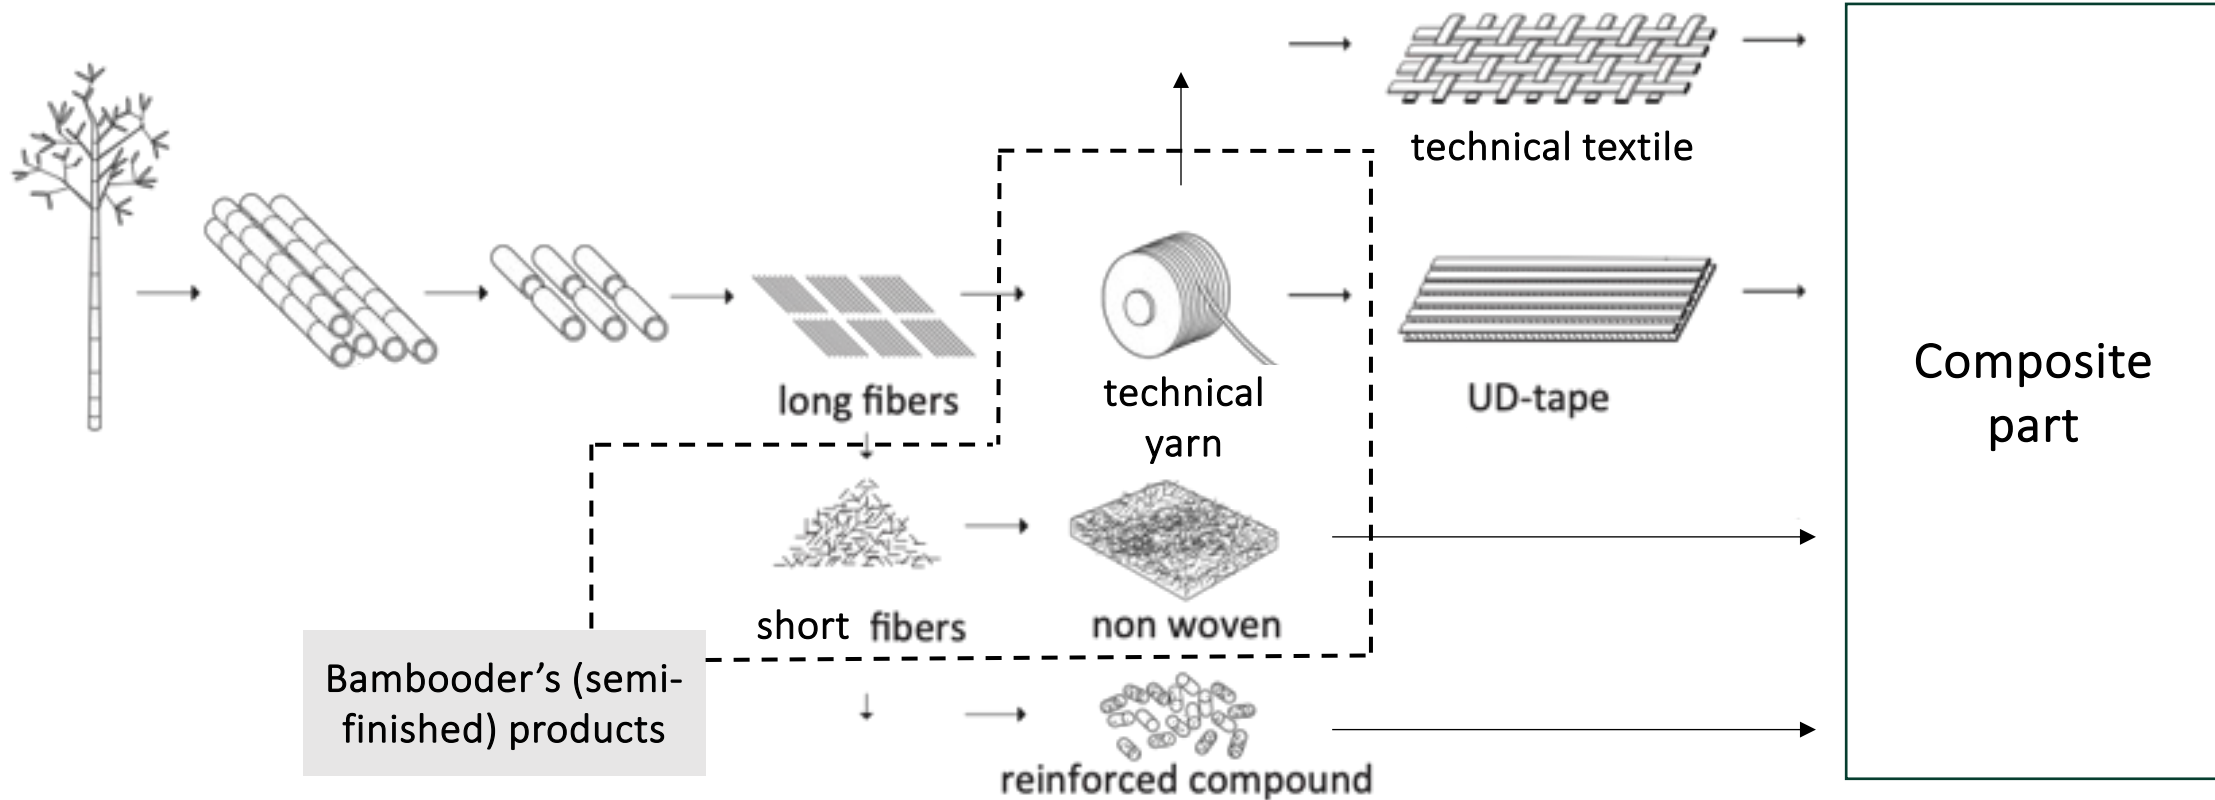 technical textile
long fibers
technical
yarn
UD-tape
Composite
part
short fibers
non woven
Bambooder’s (semi-
finished) products
reinforced compound